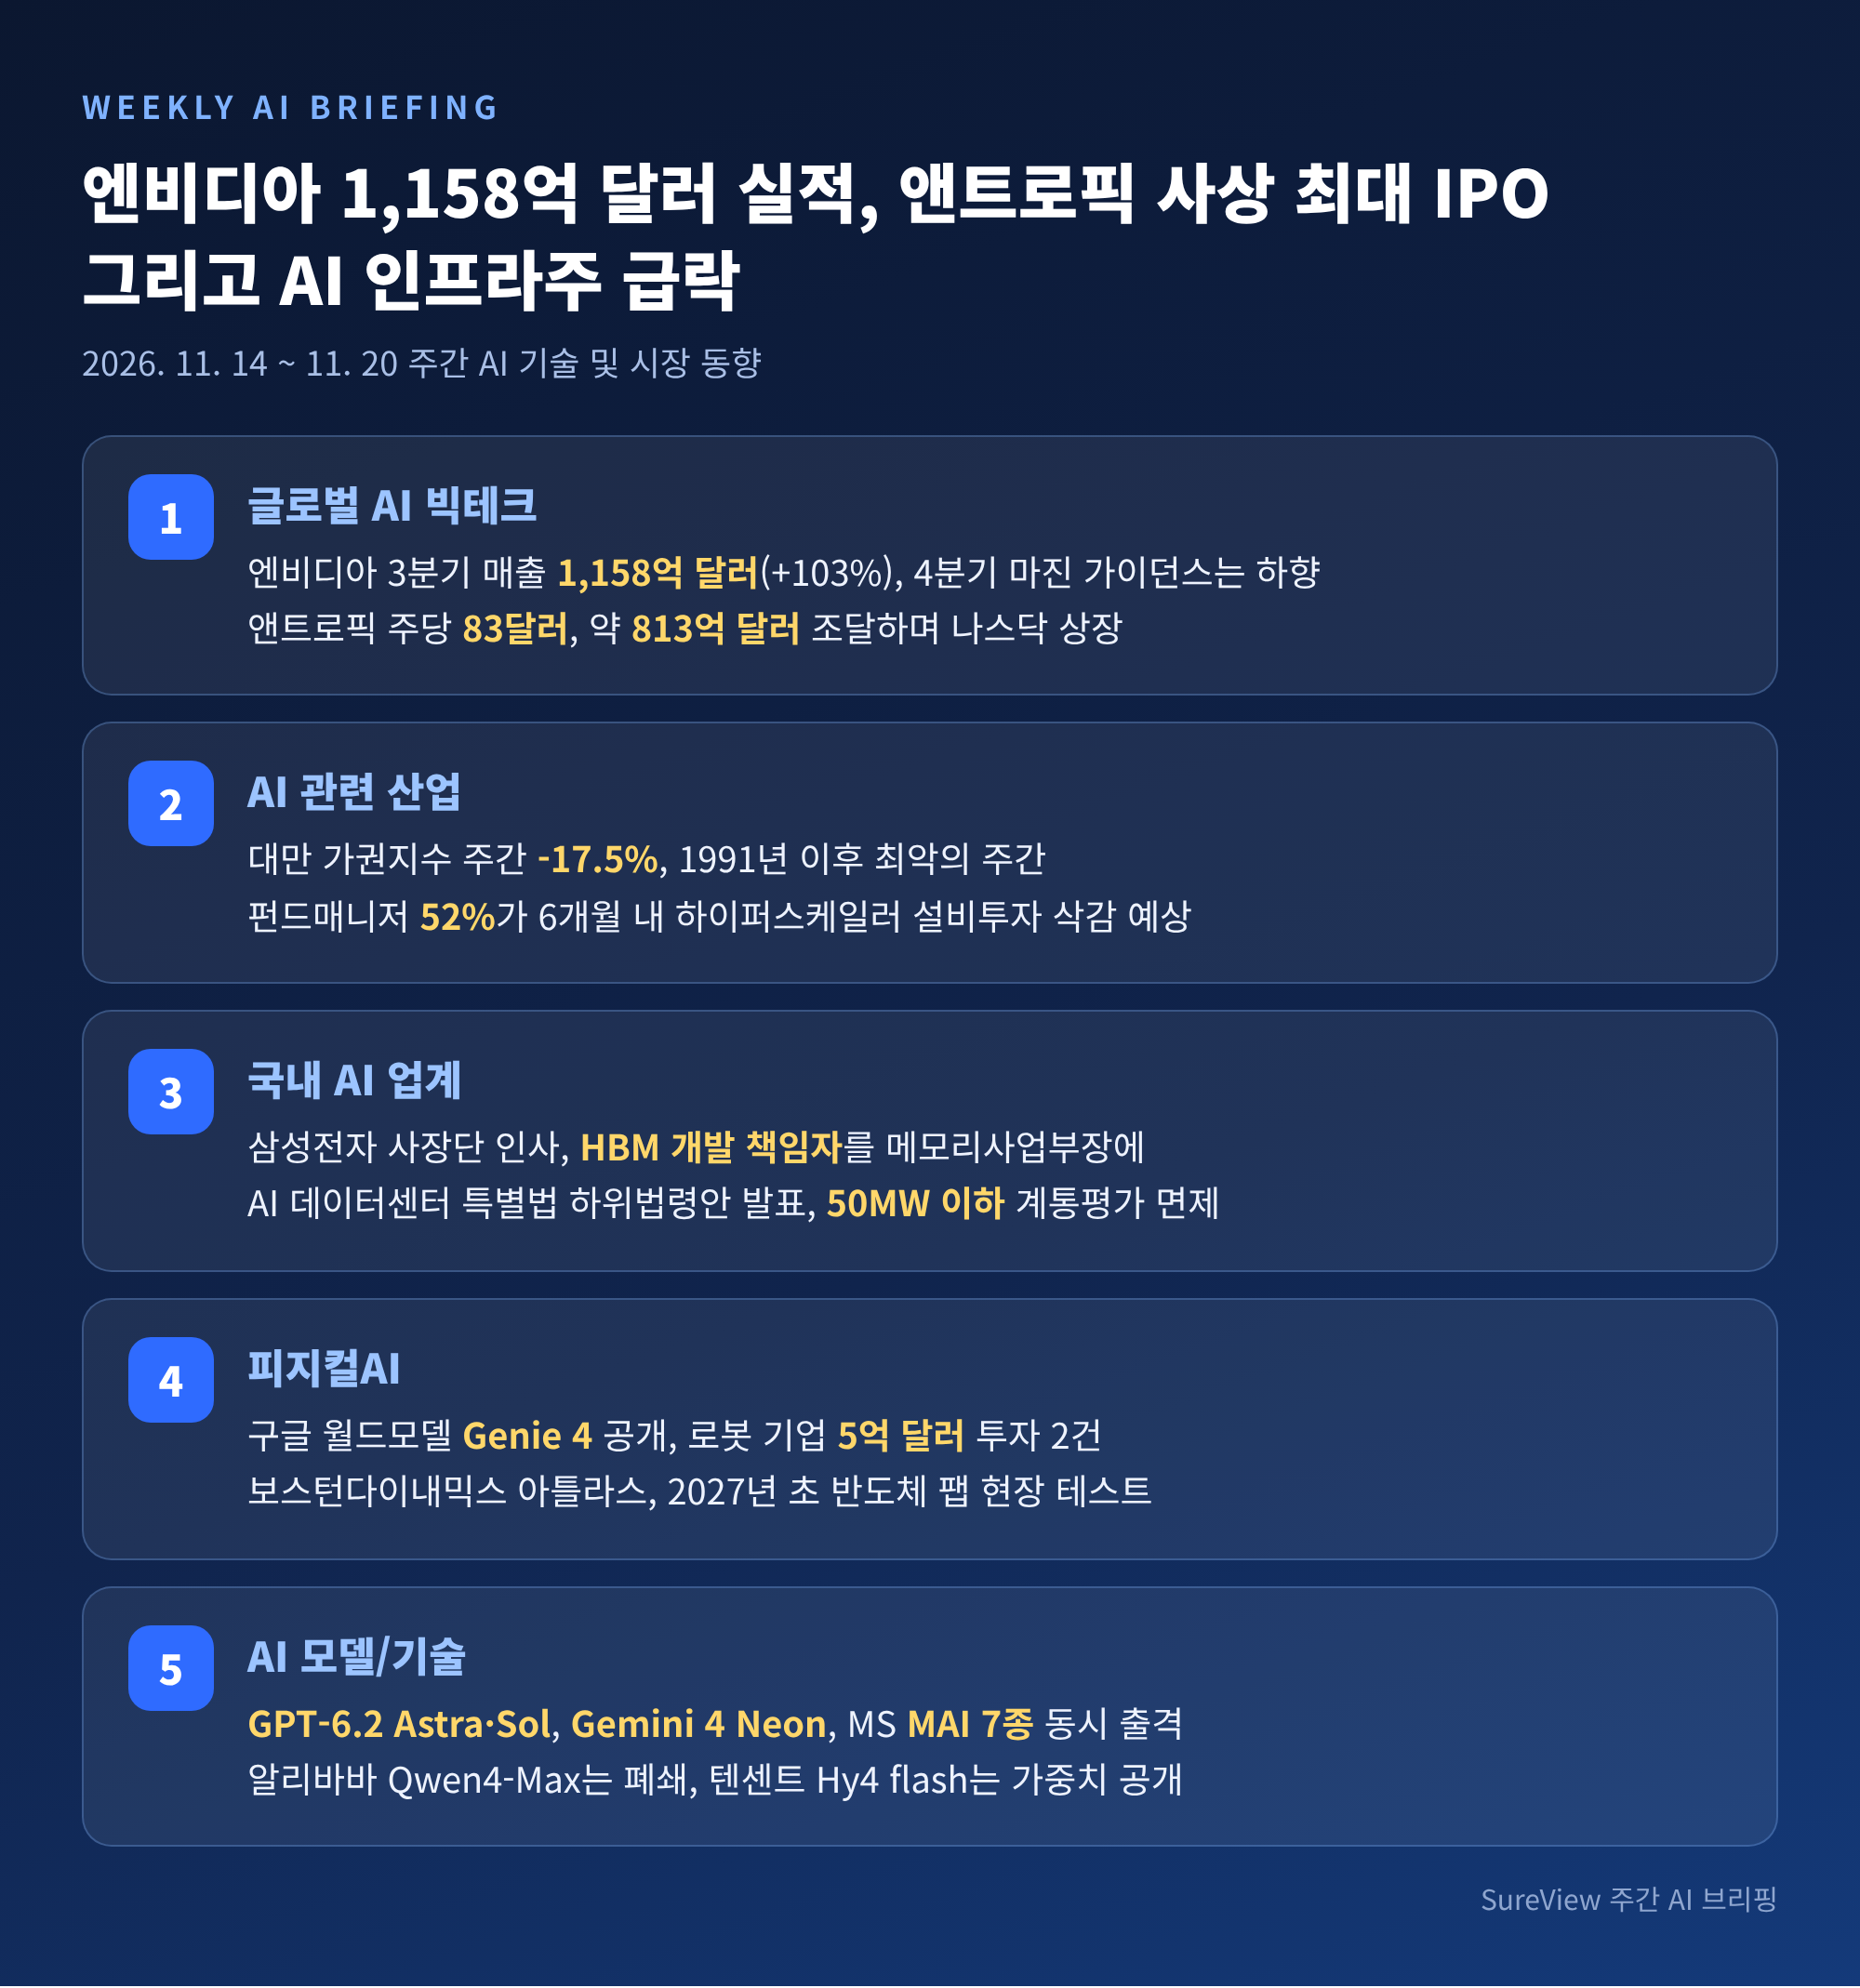 WEEKLY AI BRIEFING
엔비디아 1,158억 달러 실적, 앤트로픽 사상 최대 IPO
그리고 AI 인프라주 급락
2026. 11. 14 ~ 11. 20 주간 AI 기술 및 시장 동향
1
글로벌 AI 빅테크
엔비디아 3분기 매출 1,158억 달러(+103%), 4분기 마진 가이던스는 하향
앤트로픽 주당 83달러, 약 813억 달러 조달하며 나스닥 상장
2
AI 관련 산업
대만 가권지수 주간 -17.5%, 1991년 이후 최악의 주간
펀드매니저 52%가 6개월 내 하이퍼스케일러 설비투자 삭감 예상
3
국내 AI 업계
삼성전자 사장단 인사, HBM 개발 책임자를 메모리사업부장에
AI 데이터센터 특별법 하위법령안 발표, 50MW 이하 계통평가 면제
4
피지컬AI
구글 월드모델 Genie 4 공개, 로봇 기업 5억 달러 투자 2건
보스턴다이내믹스 아틀라스, 2027년 초 반도체 팹 현장 테스트
5
AI 모델/기술
GPT-6.2 Astra·Sol, Gemini 4 Neon, MS MAI 7종 동시 출격
알리바바 Qwen4-Max는 폐쇄, 텐센트 Hy4 flash는 가중치 공개
SureView 주간 AI 브리핑